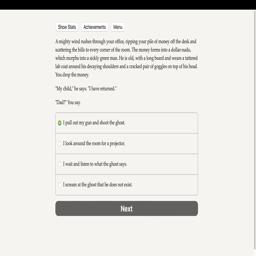 Show Stats Achievements Menu
A mighty wind rushes through your office, ripping your pile of money off the desk and
scattering the bills to every corner of the room. The money forms into a dollar-nado,
which morphs into a sickly green man. He is old, with a long beard and wears a tattered
lab coat around his decaying shoulders and a cracked pair of goggles on top of his head.
You drop the money.
"My child," he says. "I have returned."
"Dad?" You say.
I pull out my gun and shoot the ghost.
I look around the room for a projector.
I wait and listen to what the ghost says.
I scream at the ghost that he does not exist.
Next